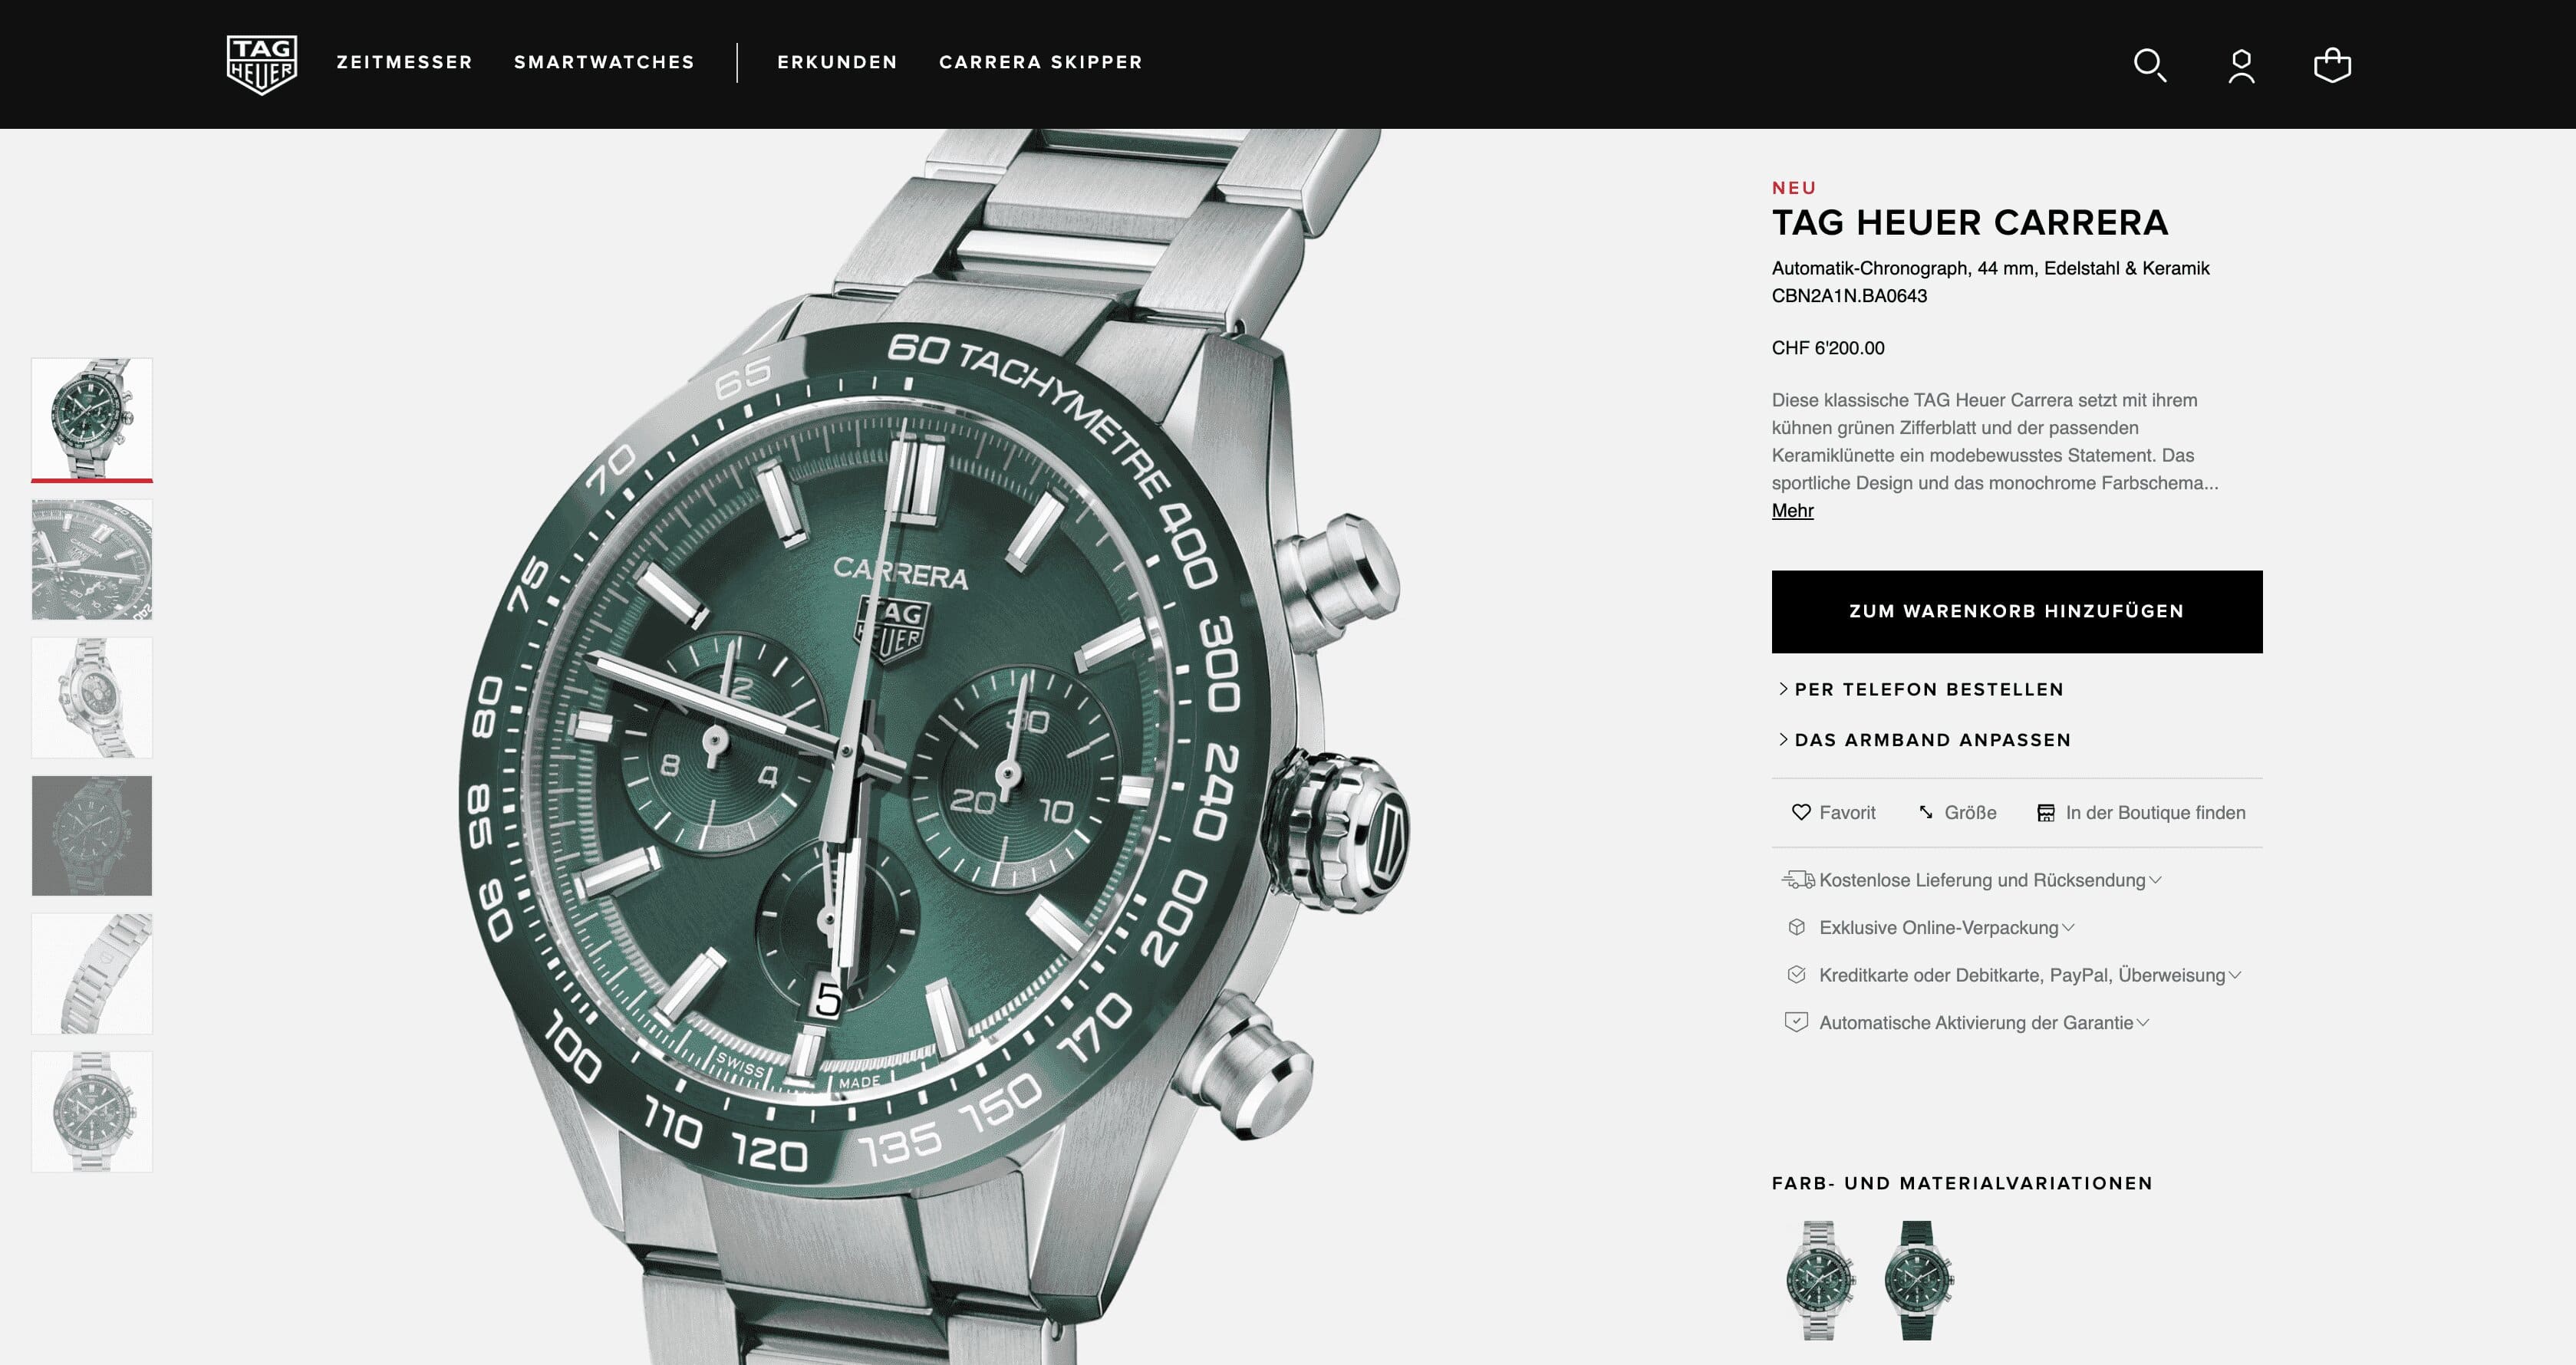 TAG
HEUER
ZEITMESSER
SMARTWATCHES
ERKUNDEN
CARRERA SKIPPER
60 TACHYMETRE 400 300 240 200 170 150 135 120 110 100 90 85 80 75 70 65
CARRERA
TAG
HEUER
12
8
4
30
20
10
5
SWISS
MADE
NEU
TAG HEUER CARRERA
Automatik-Chronograph, 44 mm, Edelstahl & Keramik
CBN2A1N.BA0643
CHF 6'200.00
Diese klassische TAG Heuer Carrera setzt mit ihrem
kühnen grünen Zifferblatt und der passenden
Keramiklünette ein modebewusstes Statement. Das
sportliche Design und das monochrome Farbschema...
Mehr
ZUM WARENKORB HINZUFÜGEN
PER TELEFON BESTELLEN
DAS ARMBAND ANPASSEN
Favorit
Größe
In der Boutique finden
Kostenlose Lieferung und Rücksendung
Exklusive Online-Verpackung
Kreditkarte oder Debitkarte, PayPal, Überweisung
Automatische Aktivierung der Garantie
FARB- UND MATERIALVARIATIONEN